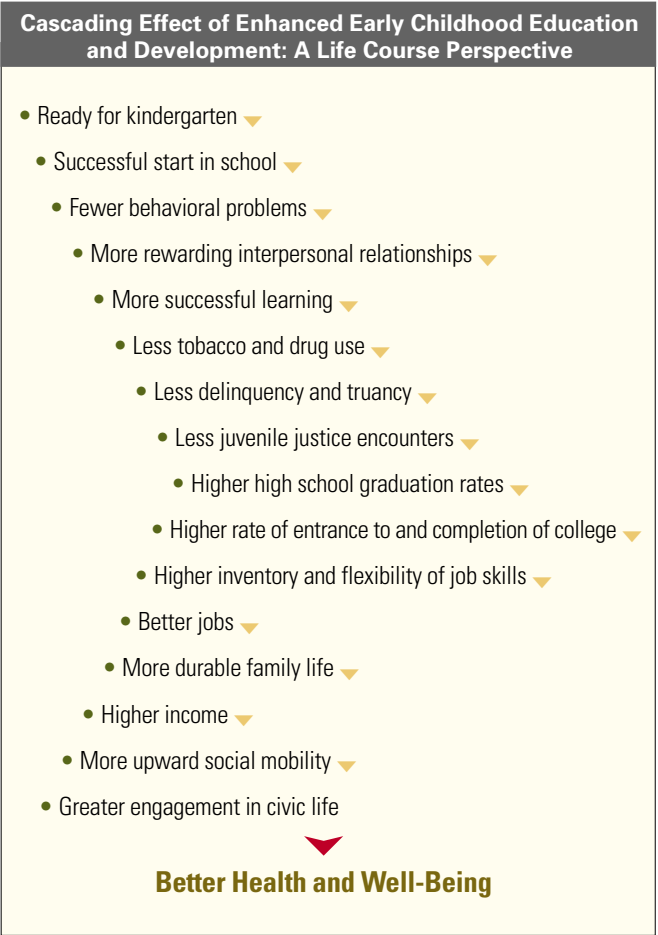 Cascading Effect of Enhanced Early Childhood Education
and Development: A Life Course Perspective
• Ready for kindergarten
• Successful start in school
• Fewer behavioral problems
• More rewarding interpersonal relationships
• More successful learning
• Less tobacco and drug use
• Less delinquency and truancy
• Less juvenile justice encounters
• Higher high school graduation rates
• Higher rate of entrance to and completion of college
• Higher inventory and flexibility of job skills
• Better jobs
• More durable family life
• Higher income
• More upward social mobility
• Greater engagement in civic life
Better Health and Well-Being